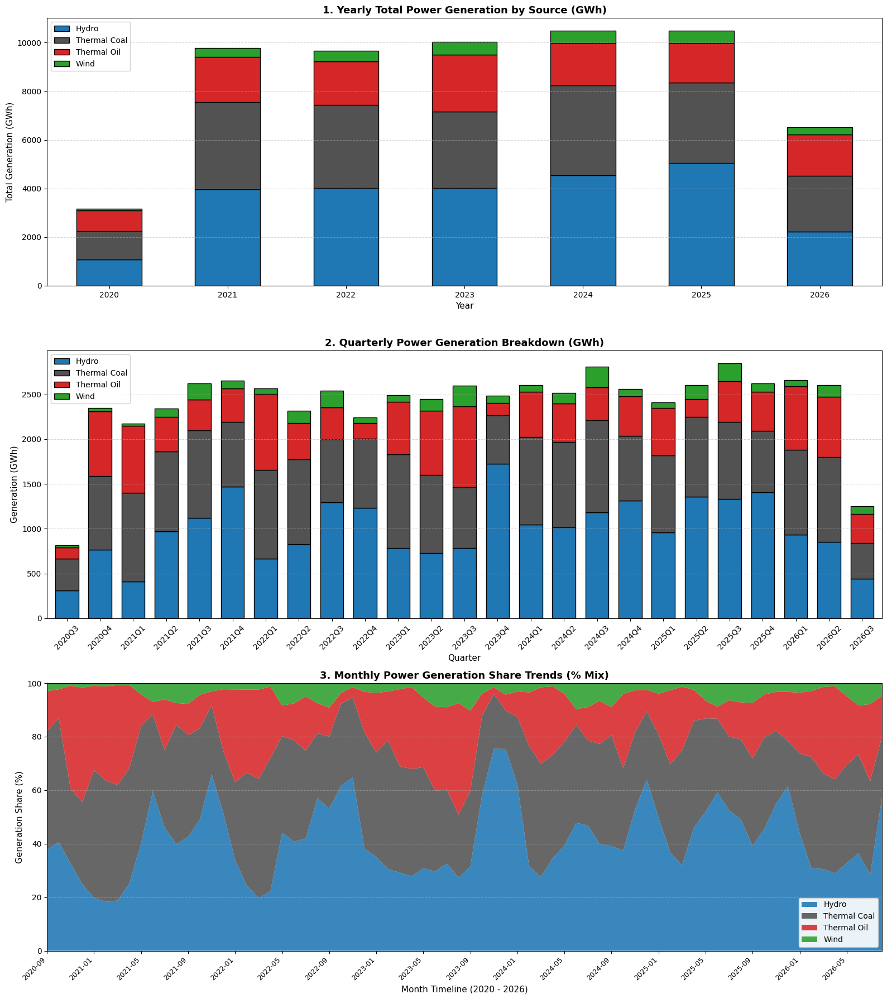 1. Yearly Total Power Generation by Source (GWh)
Hydro
Thermal Coal
Thermal Oil
Wind
Total Generation (GWh)
10000
8000
6000
4000
2000
0
2020 2021 2022 2023 2024 2025 2026
Year
2. Quarterly Power Generation Breakdown (GWh)
Hydro
Thermal Coal
Thermal Oil
Wind
Generation (GWh)
2500
2000
1500
1000
500
0
2020Q3 2020Q4 2021Q1 2021Q2 2021Q3 2021Q4 2022Q1 2022Q2 2022Q3 2022Q4 2023Q1 2023Q2 2023Q3 2023Q4 2024Q1 2024Q2 2024Q3 2024Q4 2025Q1 2025Q2 2025Q3 2025Q4 2026Q1 2026Q2 2026Q3
Quarter
3. Monthly Power Generation Share Trends (% Mix)
Generation Share (%)
100
80
60
40
20
0
Hydro
Thermal Coal
Thermal Oil
Wind
2020-09 2021-01 2021-05 2021-09 2022-01 2022-05 2022-09 2023-01 2023-05 2023-09 2024-01 2024-05 2024-09 2025-01 2025-05 2025-09 2026-01 2026-05
Month Timeline (2020 - 2026)